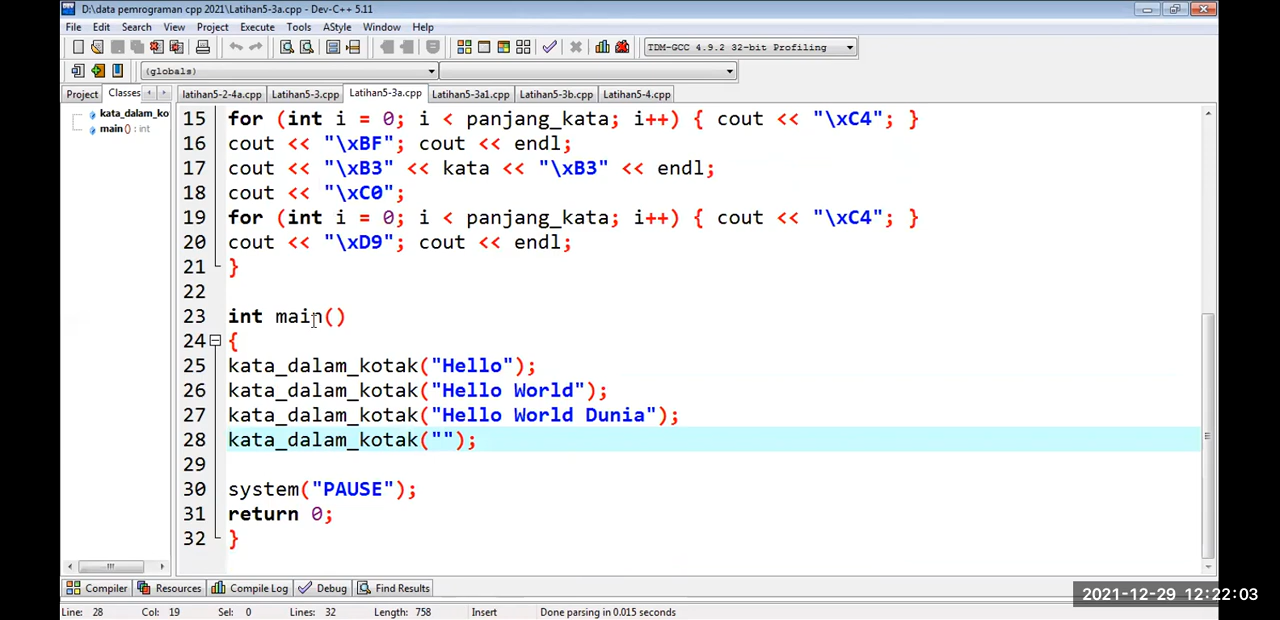 D:\data pemrograman cpp 2021\Latihan5-3a.cpp - Dev-C++ 5.11
File Edit Search View Project Execute Tools AStyle Window Help
TDM-GCC 4.9.2 32-bit Profiling
(globals)
Project Classes latihan5-2-4a.cpp Latihan5-3.cpp Latihan5-3a.cpp Latihan5-3a1.cpp Latihan5-3b.cpp Latihan5-4.cpp
kata_dalam_ko
main() : int
15 for (int i = 0; i < panjang_kata; i++) { cout << "\xC4"; }
16 cout << "\xBF"; cout << endl;
17 cout << "\xB3" << kata << "\xB3" << endl;
18 cout << "\xC0";
19 for (int i = 0; i < panjang_kata; i++) { cout << "\xC4"; }
20 cout << "\xD9"; cout << endl;
21 }
22
23 int main()
24 {
25 kata_dalam_kotak("Hello");
26 kata_dalam_kotak("Hello World");
27 kata_dalam_kotak("Hello World Dunia");
28 kata_dalam_kotak("");
29
30 system("PAUSE");
31 return 0;
32 }
Compiler Resources Compile Log Debug Find Results
Line: 28 Col: 19 Sel: 0 Lines: 32 Length: 758 Insert Done parsing in 0.015 seconds
2021-12-29 12:22:03